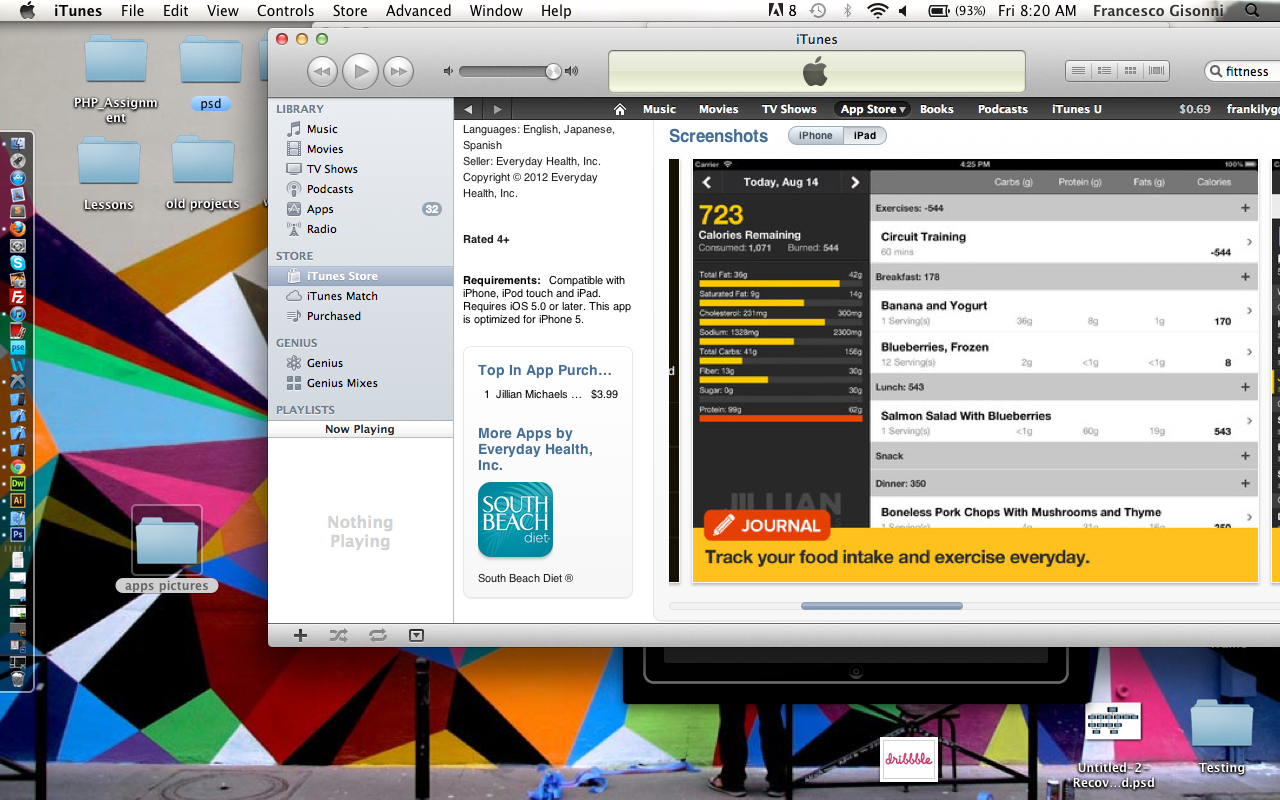 iTunes File Edit View Controls Store Advanced Window Help 8 (93%) Fri 8:20 AM Francesco Gisonni
PHP_Assignm
ent
psd
Lessons
old projects
apps pictures
iTunes
fittness
LIBRARY
Music
Movies
TV Shows
Podcasts
Apps 32
Radio
STORE
iTunes Store
iTunes Match
Purchased
GENIUS
Genius
Genius Mixes
PLAYLISTS
Now Playing
Nothing
Playing
Music Movies TV Shows App Store Books Podcasts iTunes U $0.69 frankilyg
Languages: English, Japanese,
Spanish
Seller: Everyday Health, Inc.
Copyright © 2012 Everyday
Health, Inc.
Rated 4+
Requirements: Compatible with
iPhone, iPod touch and iPad.
Requires iOS 5.0 or later. This app
is optimized for iPhone 5.
Top In App Purch...
1 Jillian Michaels ... $3.99
More Apps by
Everyday Health,
Inc.
SOUTH
BEACH
diet
South Beach Diet ®
Screenshots iPhone iPad
Carrier 4:25 PM 100%
Today, Aug 14
723
Calories Remaining
Consumed: 1,071 Burned: 544
Total Fat: 36g 42g
Saturated Fat: 9g 14g
Cholesterol: 231mg 300mg
Sodium: 1328mg 2300mg
Total Carbs: 41g 156g
Fiber: 13g 30g
Sugar: 0g 30g
Protein: 99g 62g
JILLIAN
Carbs (g) Protein (g) Fats (g) Calories
Exercises: -544 +
Circuit Training
60 mins -544
Breakfast: 178 +
Banana and Yogurt
1 Serving(s) 36g 8g 1g 170
Blueberries, Frozen
12 Serving(s) 2g <1g <1g 8
Lunch: 543 +
Salmon Salad With Blueberries
1 Serving(s) <1g 60g 19g 543
Snack +
Dinner: 350 +
Boneless Pork Chops With Mushrooms and Thyme
JOURNAL
Track your food intake and exercise everyday.
Fz
pse
Dw
Ai
Ps
dribbble
Untitled-2-
Recov...d.psd
Testing